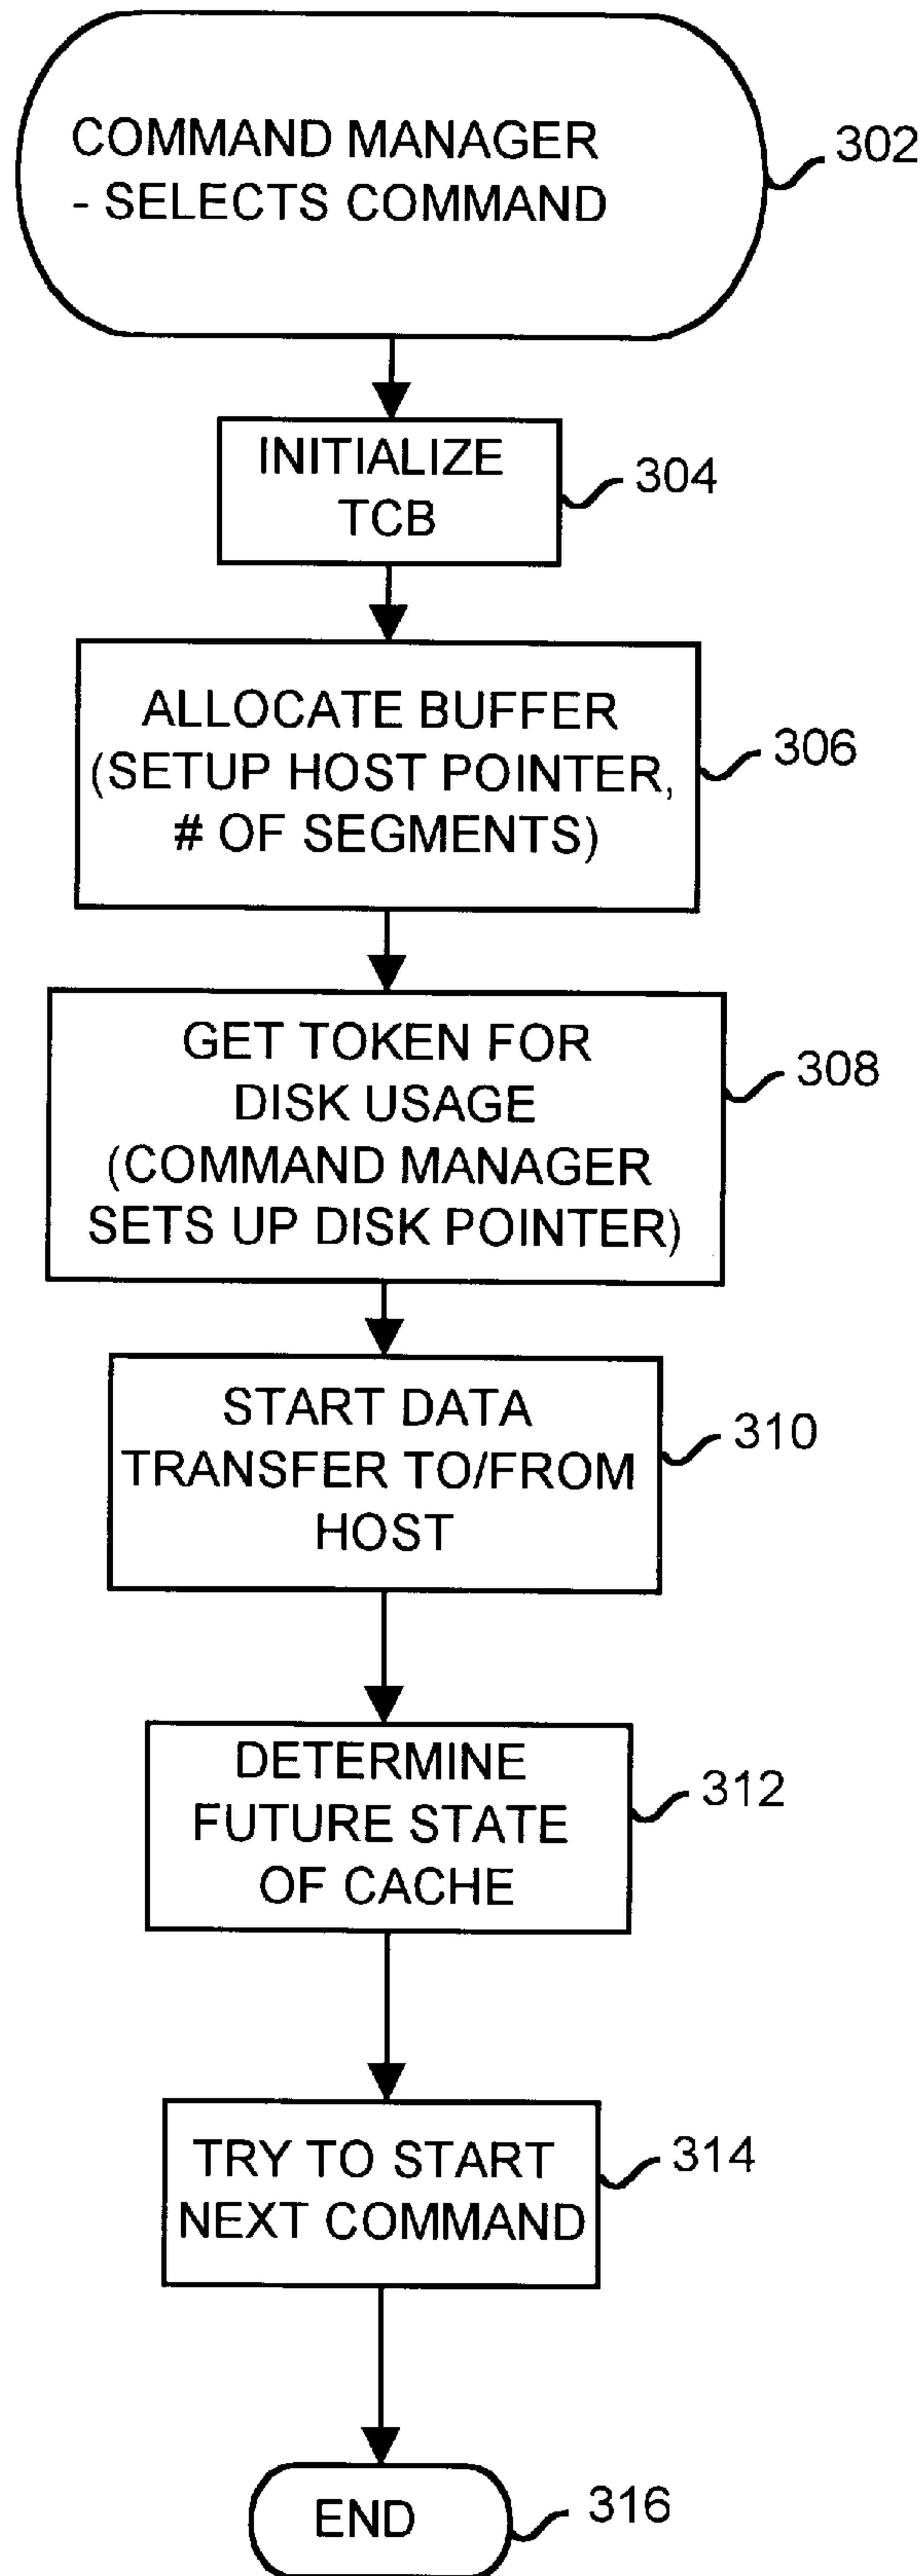 COMMAND MANAGER
- SELECTS COMMAND
302
INITIALIZE
TCB
304
ALLOCATE BUFFER
(SETUP HOST POINTER,
# OF SEGMENTS)
306
GET TOKEN FOR
DISK USAGE
(COMMAND MANAGER
SETS UP DISK POINTER)
308
START DATA
TRANSFER TO/FROM
HOST
310
DETERMINE
FUTURE STATE
OF CACHE
312
TRY TO START
NEXT COMMAND
314
END
316